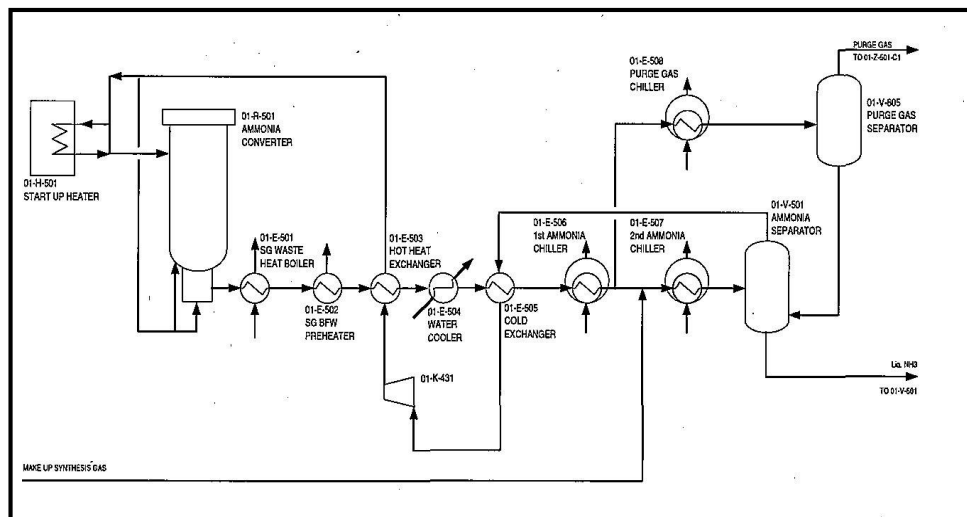 PURGE GAS
TO 01-Z-501-C1
01-E-508
PURGE GAS
CHILLER
01-V-605
PURGE GAS
SEPARATOR
01-R-501
AMMONIA
CONVERTER
01-H-501
START UP HEATER
01-V-501
AMMONIA
SEPARATOR
01-E-506
1st AMMONIA
CHILLER
01-E-507
2nd AMMONIA
CHILLER
01-E-501
SG WASTE
HEAT BOILER
01-E-503
HOT HEAT
EXCHANGER
01-E-502
SG BFW
PREHEATER
01-E-504
WATER
COOLER
01-E-505
COLD
EXCHANGER
01-K-431
Liq. NH3
TO 01-V-601
MAKE UP SYNTHESIS GAS